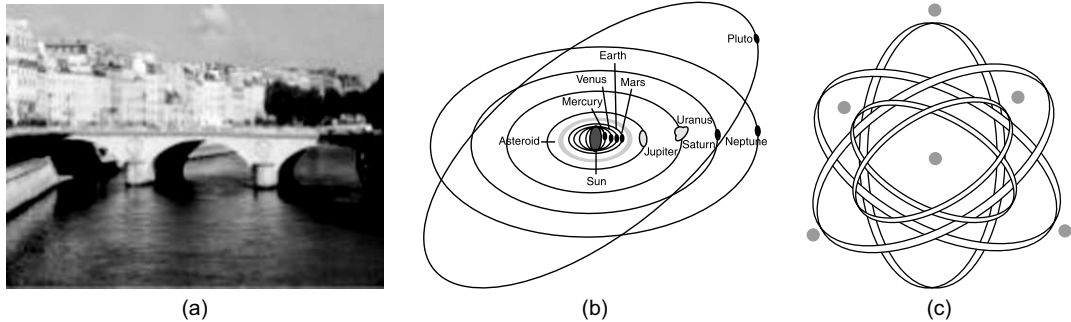 Pluto
Earth
Venus
Mars
Mercury
Uranus
Asteroid
Jupiter
Saturn
Neptune
Sun
(a)
(b)
(c)